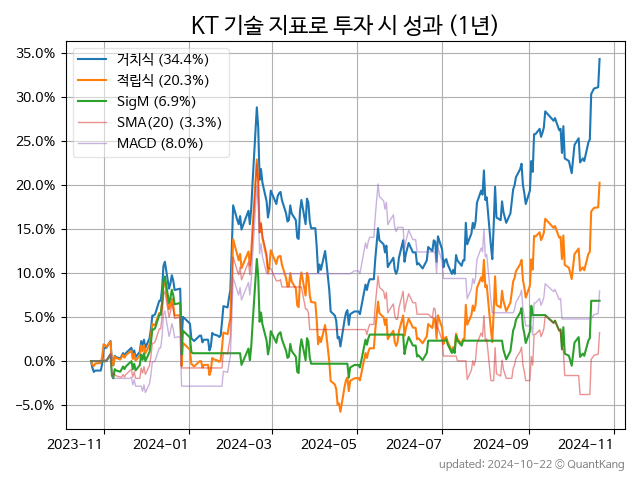 KT 기술 지표로 투자 시 성과 (1년)
거치식 (34.4%)
적립식 (20.3%)
SigM (6.9%)
SMA(20) (3.3%)
MACD (8.0%)
35.0%
30.0%
25.0%
20.0%
15.0%
10.0%
5.0%
0.0%
−5.0%
2023-11 2024-01 2024-03 2024-05 2024-07 2024-09 2024-11
updated: 2024-10-22 © QuantKang